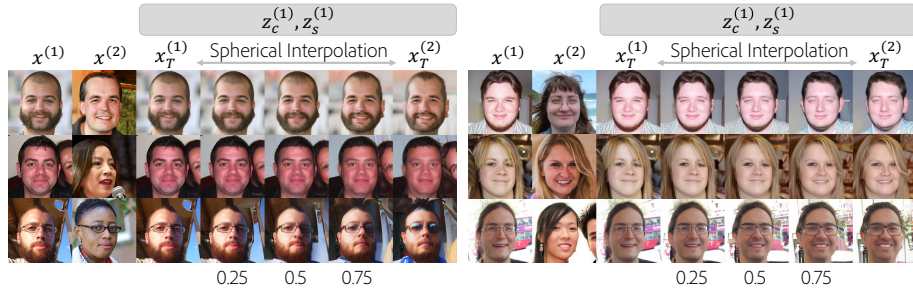 z_c^{(1)}, z_s^{(1)}
Spherical Interpolation
x^{(1)} x^{(2)} x_T^{(1)} x_T^{(2)}
0.25 0.5 0.75
z_c^{(1)}, z_s^{(1)}
Spherical Interpolation
x^{(1)} x^{(2)} x_T^{(1)} x_T^{(2)}
0.25 0.5 0.75